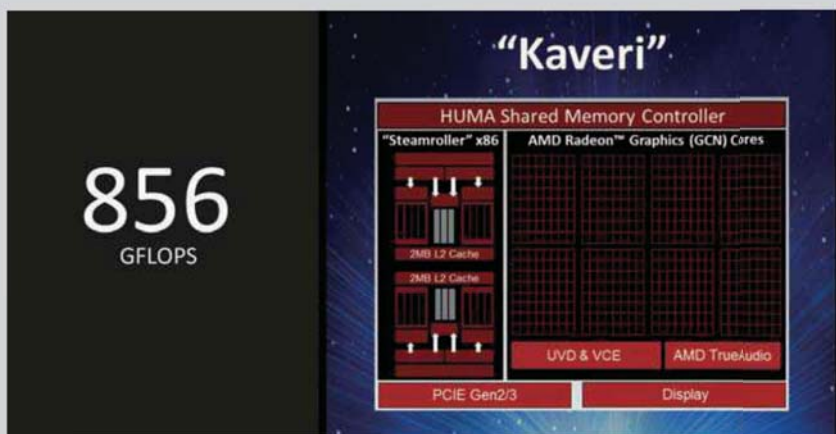 856
GFLOPS
“Kaveri”
HUMA Shared Memory Controller
“Steamroller” x86
AMD Radeon™ Graphics (GCN) Cores
2MB L2 Cache
2MB L2 Cache
UVD & VCE
AMD TrueAudio
PCIE Gen2/3
Display